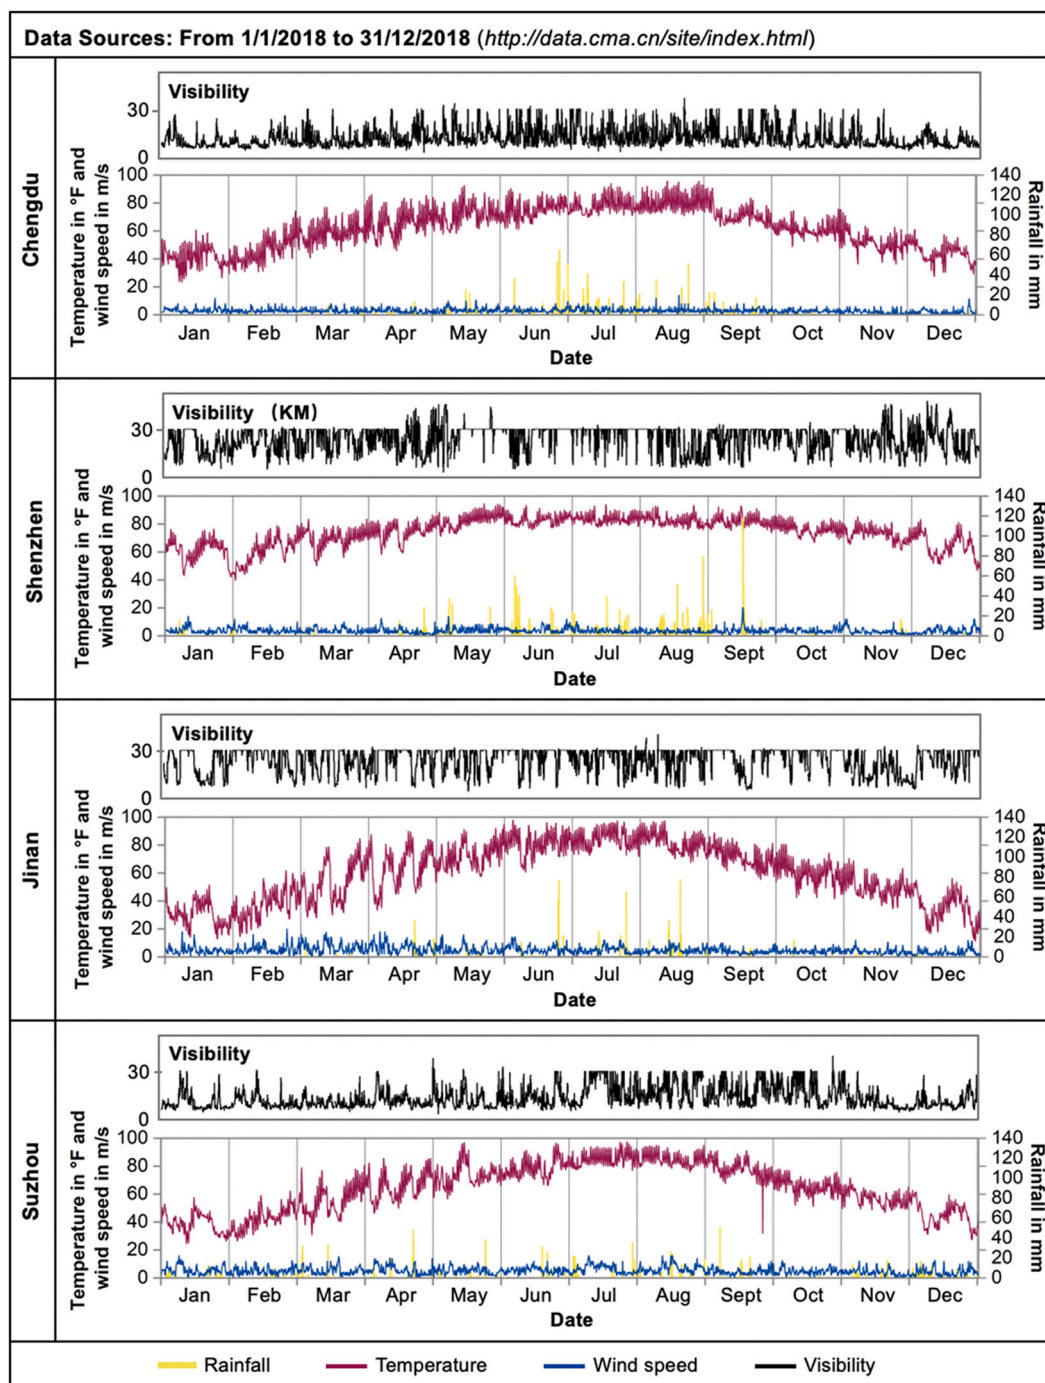 Data Sources: From 1/1/2018 to 31/12/2018 (http://data.cma.cn/site/index.html)
Chengdu
Visibility
30
0
Temperature in °F and
wind speed in m/s
100
80
60
40
20
0
140
120
100
80
60
40
20
0
Rainfall in mm
Jan Feb Mar Apr May Jun Jul Aug Sept Oct Nov Dec
Date
Shenzhen
Visibility (KM)
30
0
Temperature in °F and
wind speed in m/s
100
80
60
40
20
0
140
120
100
80
60
40
20
0
Rainfall in mm
Jan Feb Mar Apr May Jun Jul Aug Sept Oct Nov Dec
Date
Jinan
Visibility
30
0
Temperature in °F and
wind speed in m/s
100
80
60
40
20
0
140
120
100
80
60
40
20
0
Rainfall in mm
Jan Feb Mar Apr May Jun Jul Aug Sept Oct Nov Dec
Date
Suzhou
Visibility
30
0
Temperature in °F and
wind speed in m/s
100
80
60
40
20
0
140
120
100
80
60
40
20
0
Rainfall in mm
Jan Feb Mar Apr May Jun Jul Aug Sept Oct Nov Dec
Date
Rainfall Temperature Wind speed Visibility